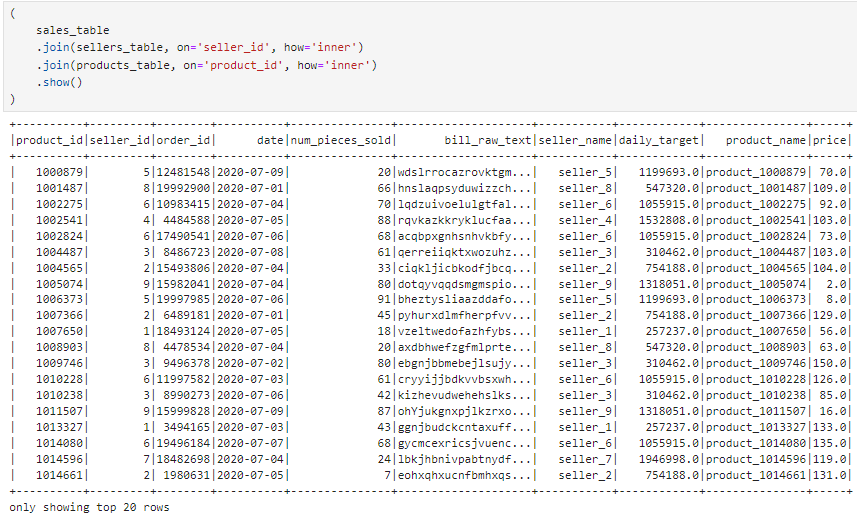 (
    sales_table
    .join(sellers_table, on='seller_id', how='inner')
    .join(products_table, on='product_id', how='inner')
    .show()
)
+----------+---------+--------+----------+---------------+--------------------+-----------+------------+---------------+-----+
|product_id|seller_id|order_id|      date|num_pieces_sold|       bill_raw_text|seller_name|daily_target|   product_name|price|
+----------+---------+--------+----------+---------------+--------------------+-----------+------------+---------------+-----+
|   1000879|        5|12481548|2020-07-09|             20|wdslrrocazrovktgm...|   seller_5|   1199693.0|product_1000879| 70.0|
|   1001487|        8|19992900|2020-07-01|             66|hnslaqpsyduwizzch...|   seller_8|    547320.0|product_1001487|109.0|
|   1002275|        6|10983415|2020-07-04|             70|lqdzuivoelulgtfal...|   seller_6|   1055915.0|product_1002275| 92.0|
|   1002541|        4| 4484588|2020-07-05|             88|rqvkazkkryklucfaa...|   seller_4|   1532808.0|product_1002541|103.0|
|   1002824|        6|17490541|2020-07-06|             68|acqbpxgnhsnhvkbfy...|   seller_6|   1055915.0|product_1002824| 73.0|
|   1004487|        3| 8486723|2020-07-08|             61|qerreiiqktxwozuhz...|   seller_3|    310462.0|product_1004487|103.0|
|   1004565|        2|15493806|2020-07-04|             33|ciqkljicbkodfjbcq...|   seller_2|    754188.0|product_1004565|104.0|
|   1005074|        9|15982041|2020-07-04|             80|dotqyvqqdsmgmspio...|   seller_9|   1318051.0|product_1005074|  2.0|
|   1006373|        5|19997985|2020-07-06|             91|bheztysliaazddafo...|   seller_5|   1199693.0|product_1006373|  8.0|
|   1007366|        2| 6489181|2020-07-01|             45|pyhurxdlmfherpfvv...|   seller_2|    754188.0|product_1007366|129.0|
|   1007650|        1|18493124|2020-07-05|             18|vzeltwedofazhfybs...|   seller_1|    257237.0|product_1007650| 56.0|
|   1008903|        8| 4478534|2020-07-04|             20|axdbhwefzgfmlprte...|   seller_8|    547320.0|product_1008903| 63.0|
|   1009746|        3| 9496378|2020-07-02|             80|ebgnjbbmebejlsujy...|   seller_3|    310462.0|product_1009746|150.0|
|   1010228|        6|11997582|2020-07-03|             61|cryyijjbdkvvbsxwh...|   seller_6|   1055915.0|product_1010228|126.0|
|   1010238|        3| 8990273|2020-07-06|             42|kizhevudwehehslks...|   seller_3|    310462.0|product_1010238| 85.0|
|   1011507|        9|15999828|2020-07-09|             87|ohYjukgnxpjlkzrxo...|   seller_9|   1318051.0|product_1011507| 16.0|
|   1013327|        1| 3494165|2020-07-03|             43|ggnjbudckcntaxuff...|   seller_1|    257237.0|product_1013327|133.0|
|   1014080|        6|19496184|2020-07-07|             68|gycmcexricsjvuenc...|   seller_6|   1055915.0|product_1014080|135.0|
|   1014596|        7|18482698|2020-07-04|             24|lbkjhbnivpabtnydf...|   seller_7|   1946998.0|product_1014596|119.0|
|   1014661|        2| 1980631|2020-07-05|              7|eohxqhxucnfbmhxqs...|   seller_2|    754188.0|product_1014661|131.0|
+----------+---------+--------+----------+---------------+--------------------+-----------+------------+---------------+-----+
only showing top 20 rows